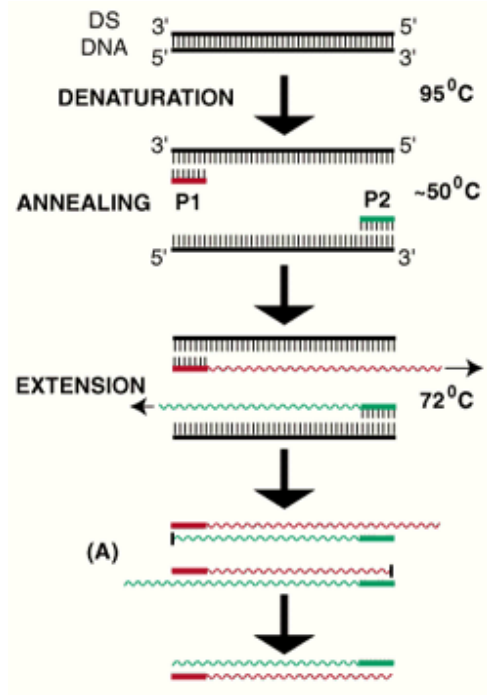 DS 3' 5'
DNA 5' 3'
DENATURATION 95⁰C
3' 5'
ANNEALING P1 P2 ~50⁰C
5' 3'
EXTENSION 72⁰C
(A)